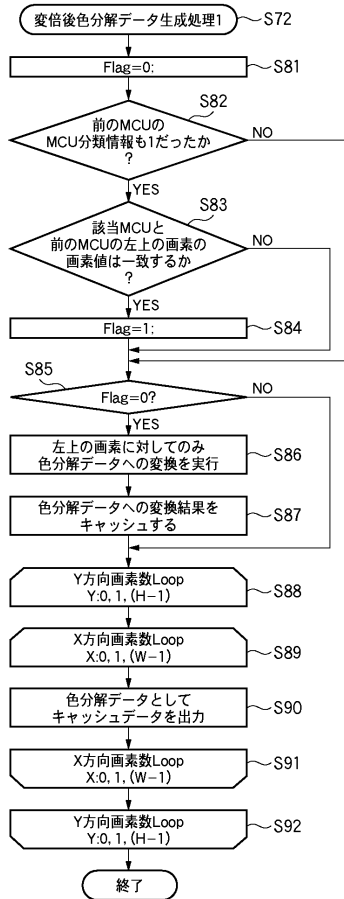 変倍後色分解データ生成処理1
S72
Flag=0:
S81
S82
前のMCUの
MCU分類情報も1だったか
?
NO
YES
S83
該当MCUと
前のMCUの左上の画素の
画素値は一致するか
?
NO
YES
Flag=1:
S84
S85
Flag=0?
NO
YES
左上の画素に対してのみ
色分解データへの変換を実行
S86
色分解データへの変換結果を
キャッシュする
S87
Y方向画素数Loop
Y:0, 1, (H−1)
S88
X方向画素数Loop
X:0, 1, (W−1)
S89
色分解データとして
キャッシュデータを出力
S90
X方向画素数Loop
X:0, 1, (W−1)
S91
Y方向画素数Loop
Y:0, 1, (H−1)
S92
終了